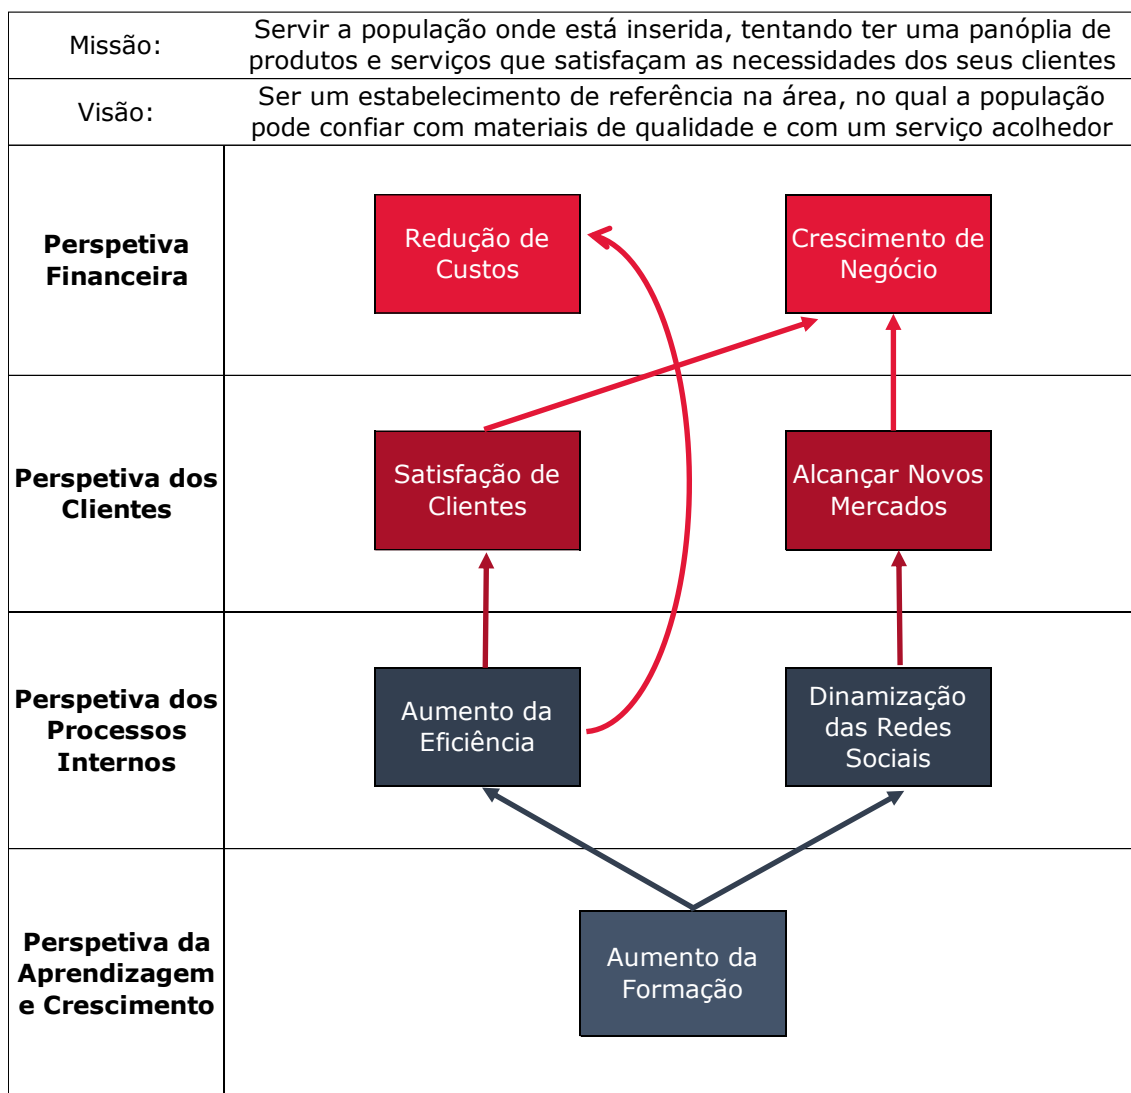 Missão:
Servir a população onde está inserida, tentando ter uma panóplia de
produtos e serviços que satisfaçam as necessidades dos seus clientes
Visão:
Ser um estabelecimento de referência na área, no qual a população
pode confiar com materiais de qualidade e com um serviço acolhedor
Perspetiva
Financeira
Redução de
Custos
Crescimento de
Negócio
Perspetiva dos
Clientes
Satisfação de
Clientes
Alcançar Novos
Mercados
Perspetiva dos
Processos
Internos
Aumento da
Eficiência
Dinamização
das Redes
Sociais
Perspetiva da
Aprendizagem
e Crescimento
Aumento da
Formação